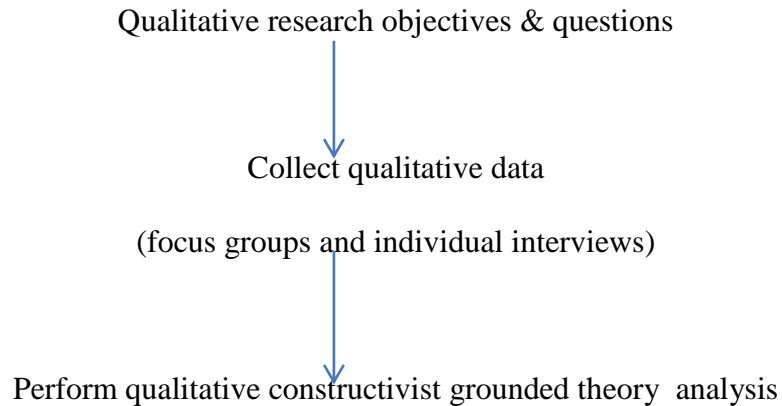 Qualitative research objectives & questions
Collect qualitative data
(focus groups and individual interviews)
Perform qualitative constructivist grounded theory  analysis